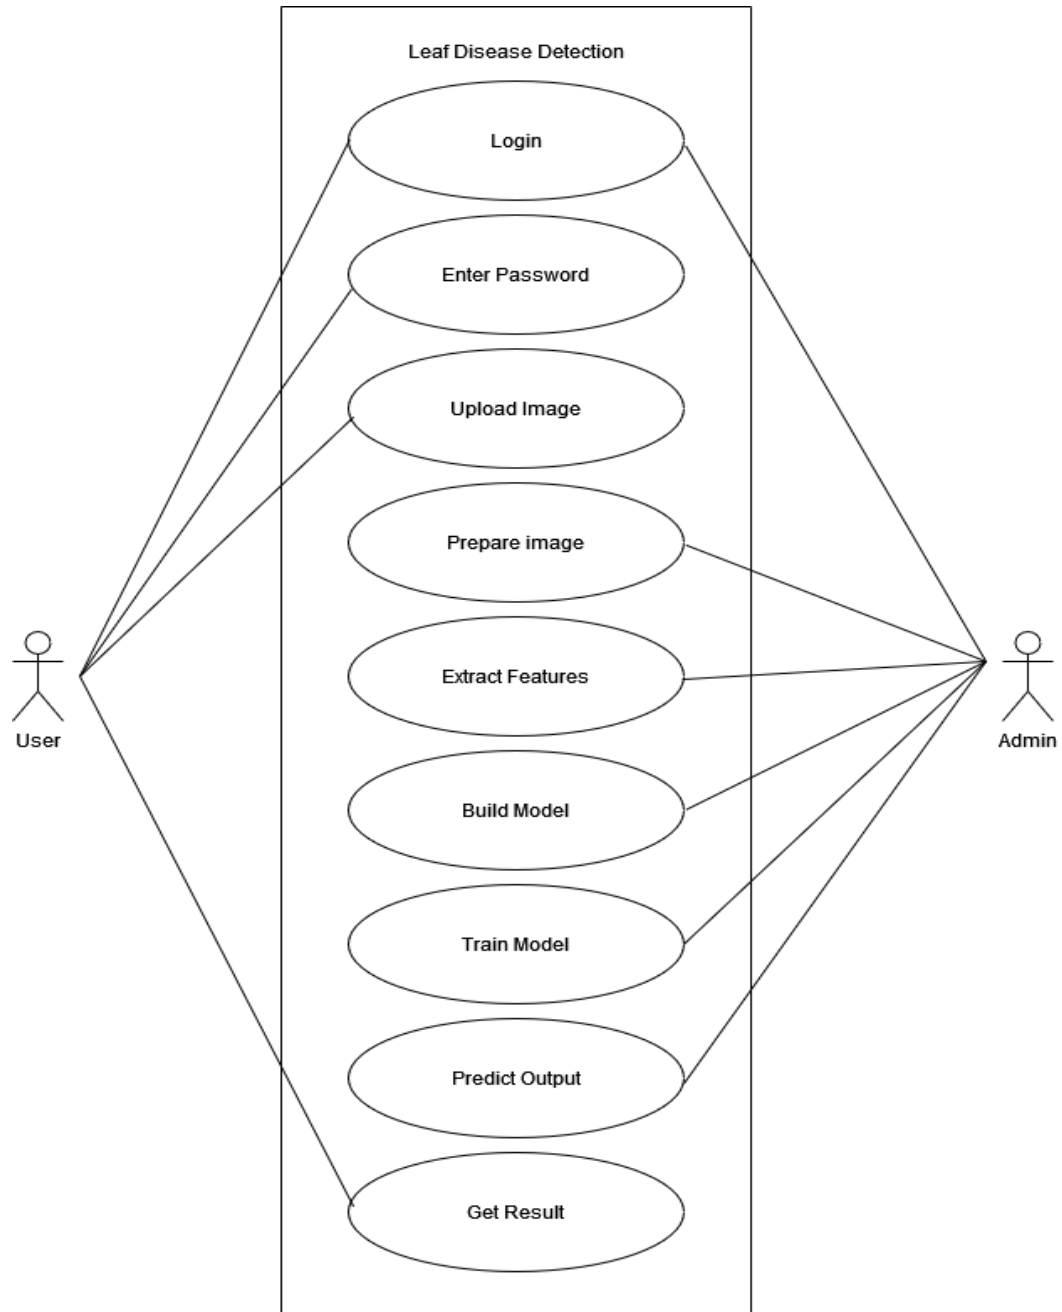 Leaf Disease Detection
Login
Enter Password
Upload Image
Prepare image
Extract Features
User
Admin
Build Model
Train Model
Predict Output
Get Result